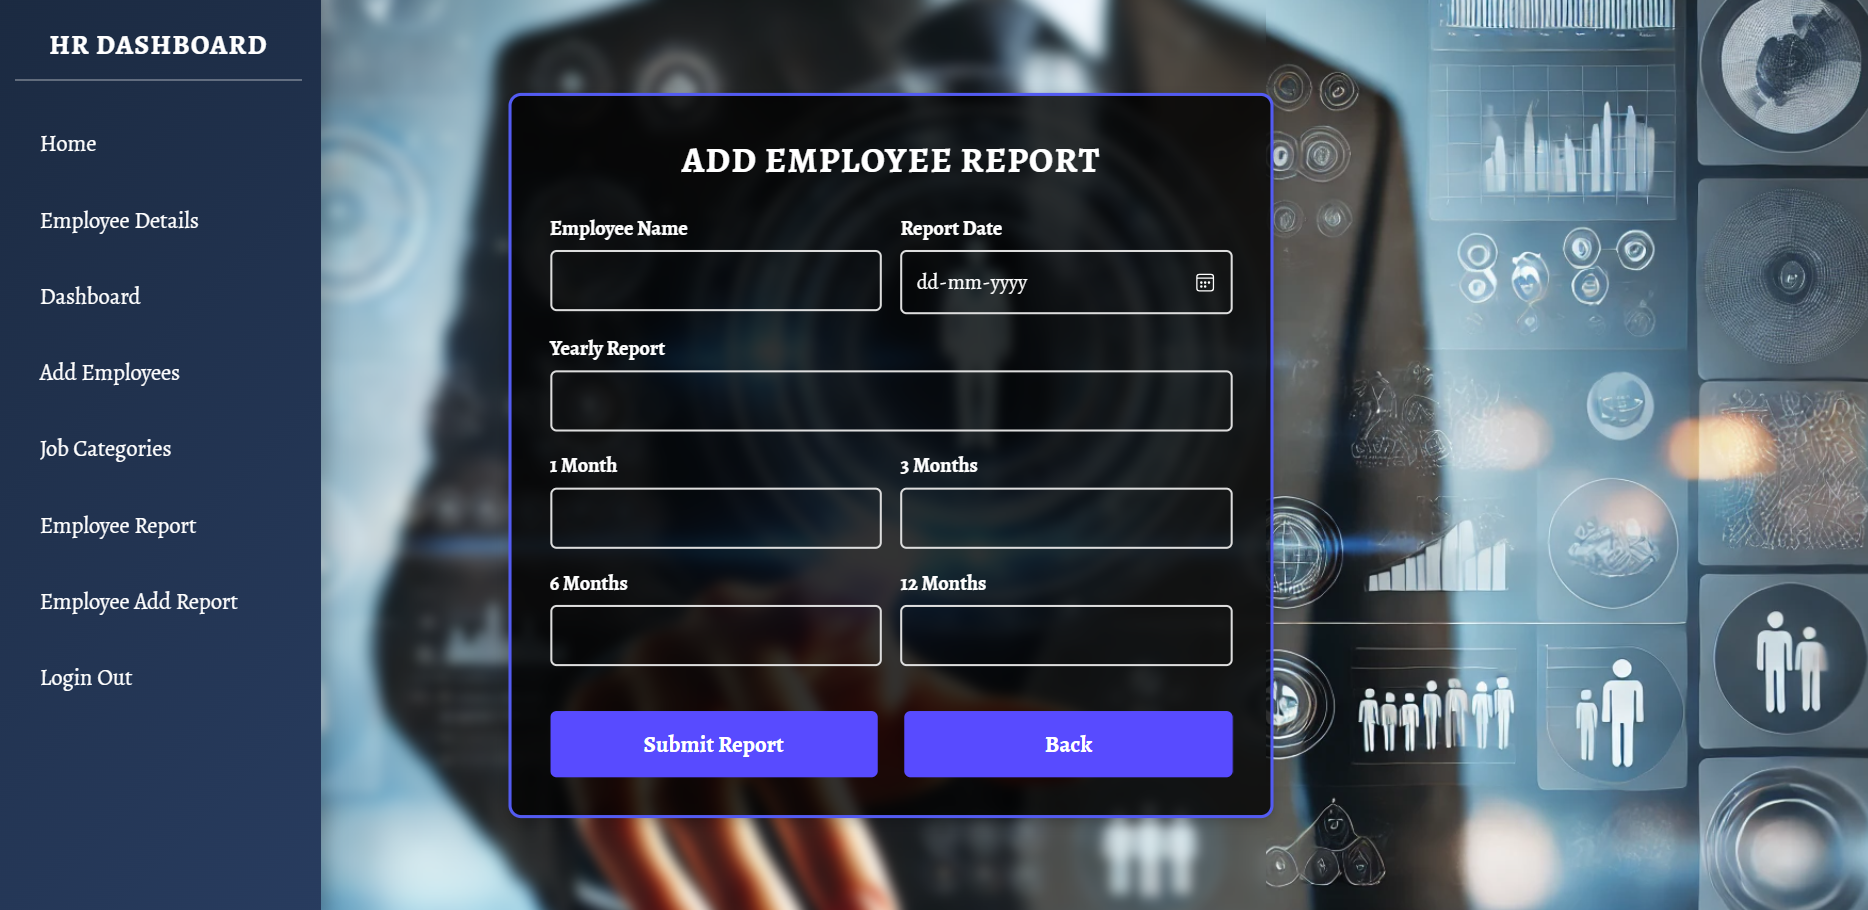 HR DASHBOARD
Home
Employee Details
Dashboard
Add Employees
Job Categories
Employee Report
Employee Add Report
Login Out
ADD EMPLOYEE REPORT
Employee Name
Report Date
dd-mm-yyyy
Yearly Report
1 Month
3 Months
6 Months
12 Months
Submit Report
Back